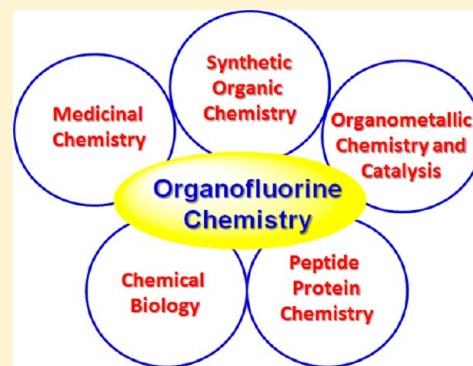 Synthetic
Organic
Chemistry
Medicinal
Chemistry
Organometallic
Chemistry and
Catalysis
Organofluorine
Chemistry
Chemical
Biology
Peptide
Protein
Chemistry